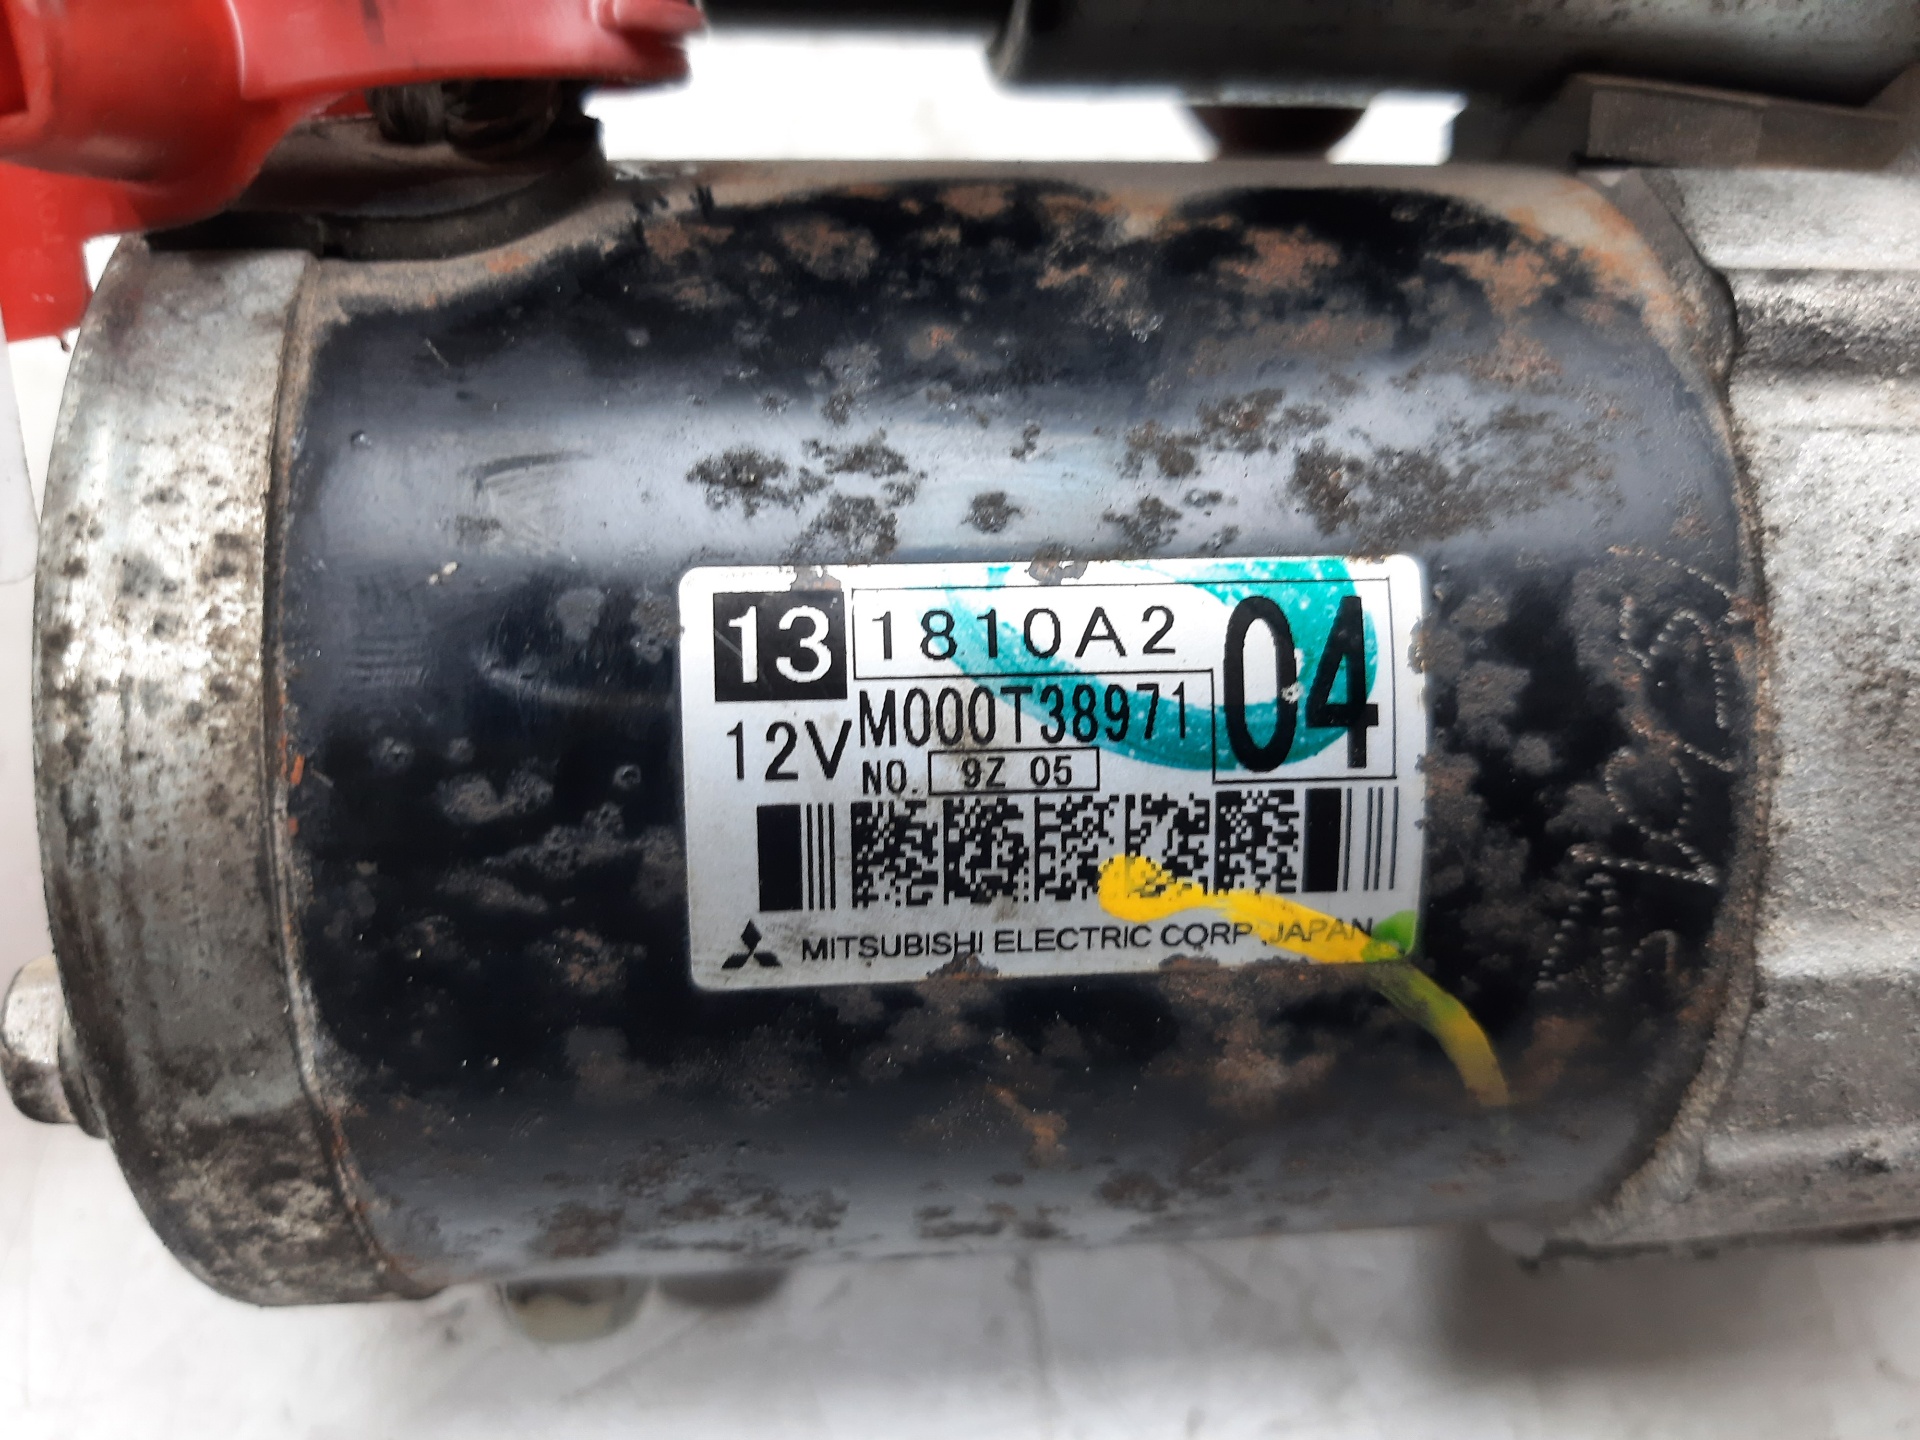 13 1810A2 04
12V M000T38971
NO. 9Z 05
MITSUBISHI ELECTRIC CORP. JAPAN